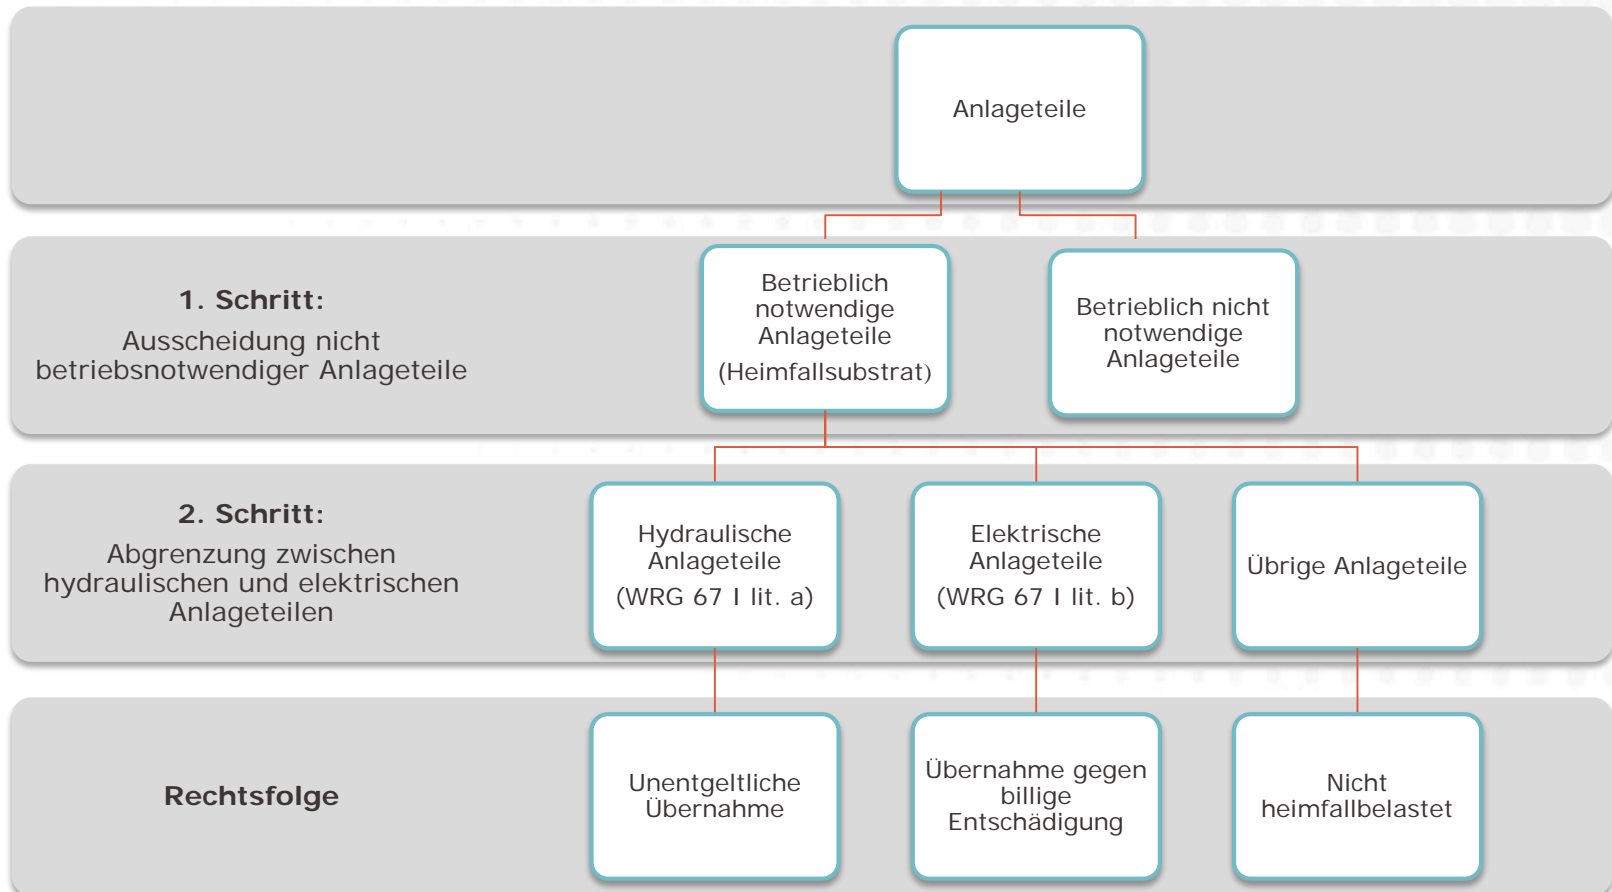 Anlageteile
1. Schritt:
Ausscheidung nicht
betriebsnotwendiger Anlageteile
Betrieblich
notwendige
Anlageteile
(Heimfallsubstrat)
Betrieblich nicht
notwendige
Anlageteile
2. Schritt:
Abgrenzung zwischen
hydraulischen und elektrischen
Anlageteilen
Hydraulische
Anlageteile
(WRG 67 I lit. a)
Elektrische
Anlageteile
(WRG 67 I lit. b)
Übrige Anlageteile
Rechtsfolge
Unentgeltliche
Übernahme
Übernahme gegen
billige
Entschädigung
Nicht
heimfallbelastet